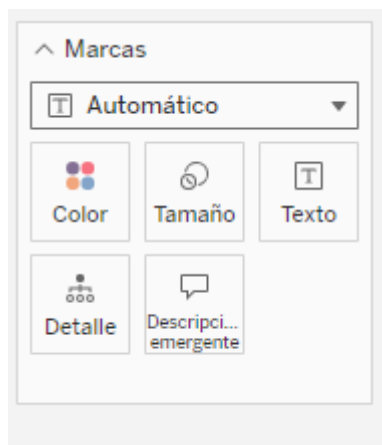 Marcas
Automático
Color
Tamaño
Texto
Detalle
Descripci...
emergente